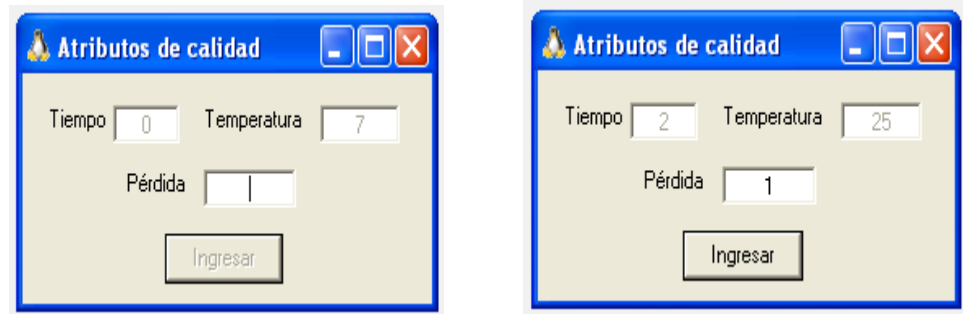 Atributos de calidad
Tiempo 0 Temperatura 7
Pérdida
Ingresar
Atributos de calidad
Tiempo 2 Temperatura 25
Pérdida 1
Ingresar